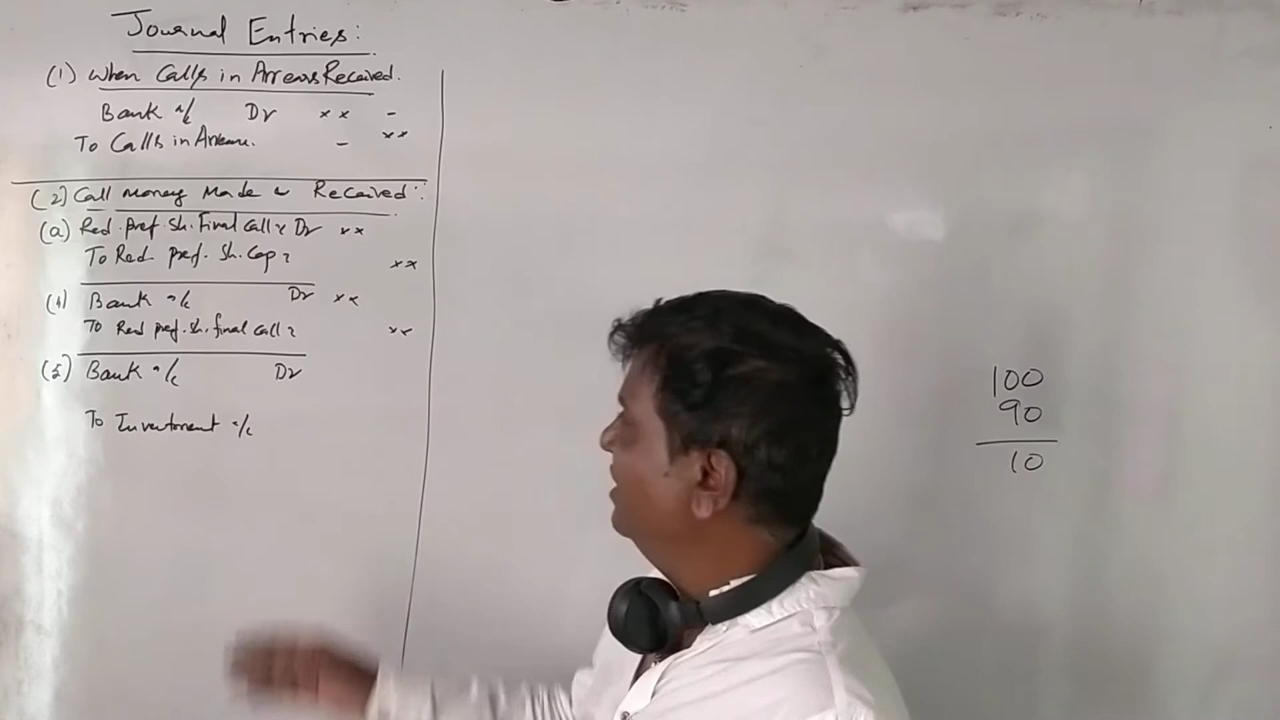 Journal Entries:
(1) When Calls in Arrears Received.
Bank a/c Dr x x -
To Calls in Arrears. - xx
(2) Call money Made & Received:
(a) Red. pref. Sh. Final Call Dr xx
To Red. pref. Sh. Cap xx
Bank a/c Dr xx
To Red pref. sh. final call xx
Bank a/c Dr
To Investment a/c
100
90
10